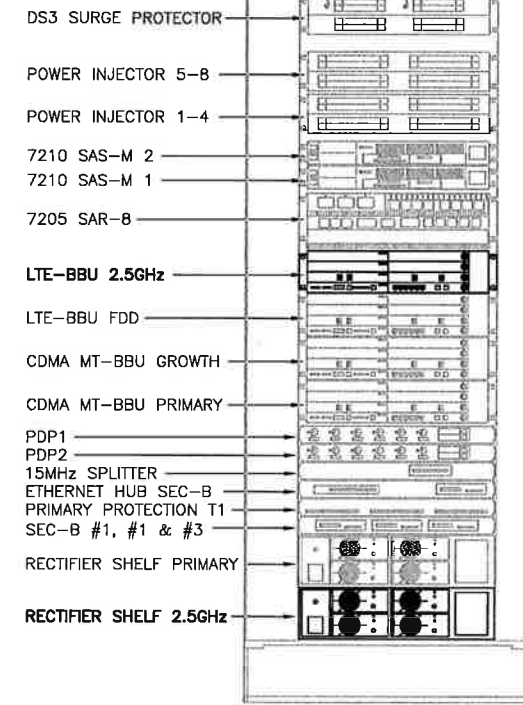 DS3 SURGE PROTECTOR
POWER INJECTOR 5-8
POWER INJECTOR 1-4
7210 SAS-M 2
7210 SAS-M 1
7205 SAR-8
LTE-BBU 2.5GHz
LTE-BBU FDD
CDMA MT-BBU GROWTH
CDMA MT-BBU PRIMARY
PDP1
PDP2
15MHz SPLITTER
ETHERNET HUB SEC-B
PRIMARY PROTECTION T1
SEC-B #1, #1 & #3
RECTIFIER SHELF PRIMARY
RECTIFIER SHELF 2.5GHz